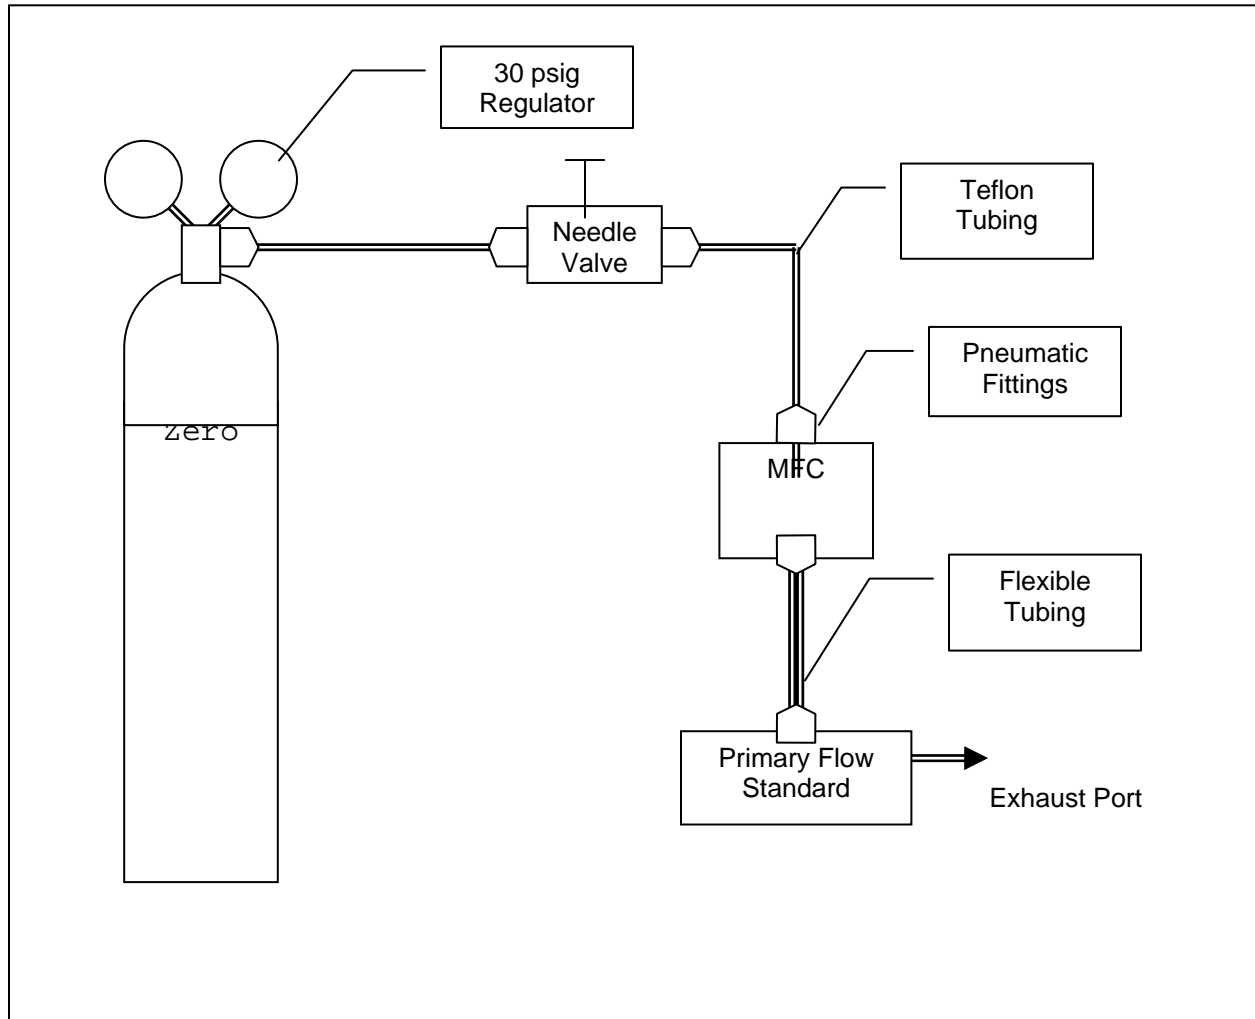 30 psig
Regulator
Teflon
Tubing
Needle
Valve
Pneumatic
Fittings
zero
MFC
Flexible
Tubing
Primary Flow
Standard
Exhaust Port